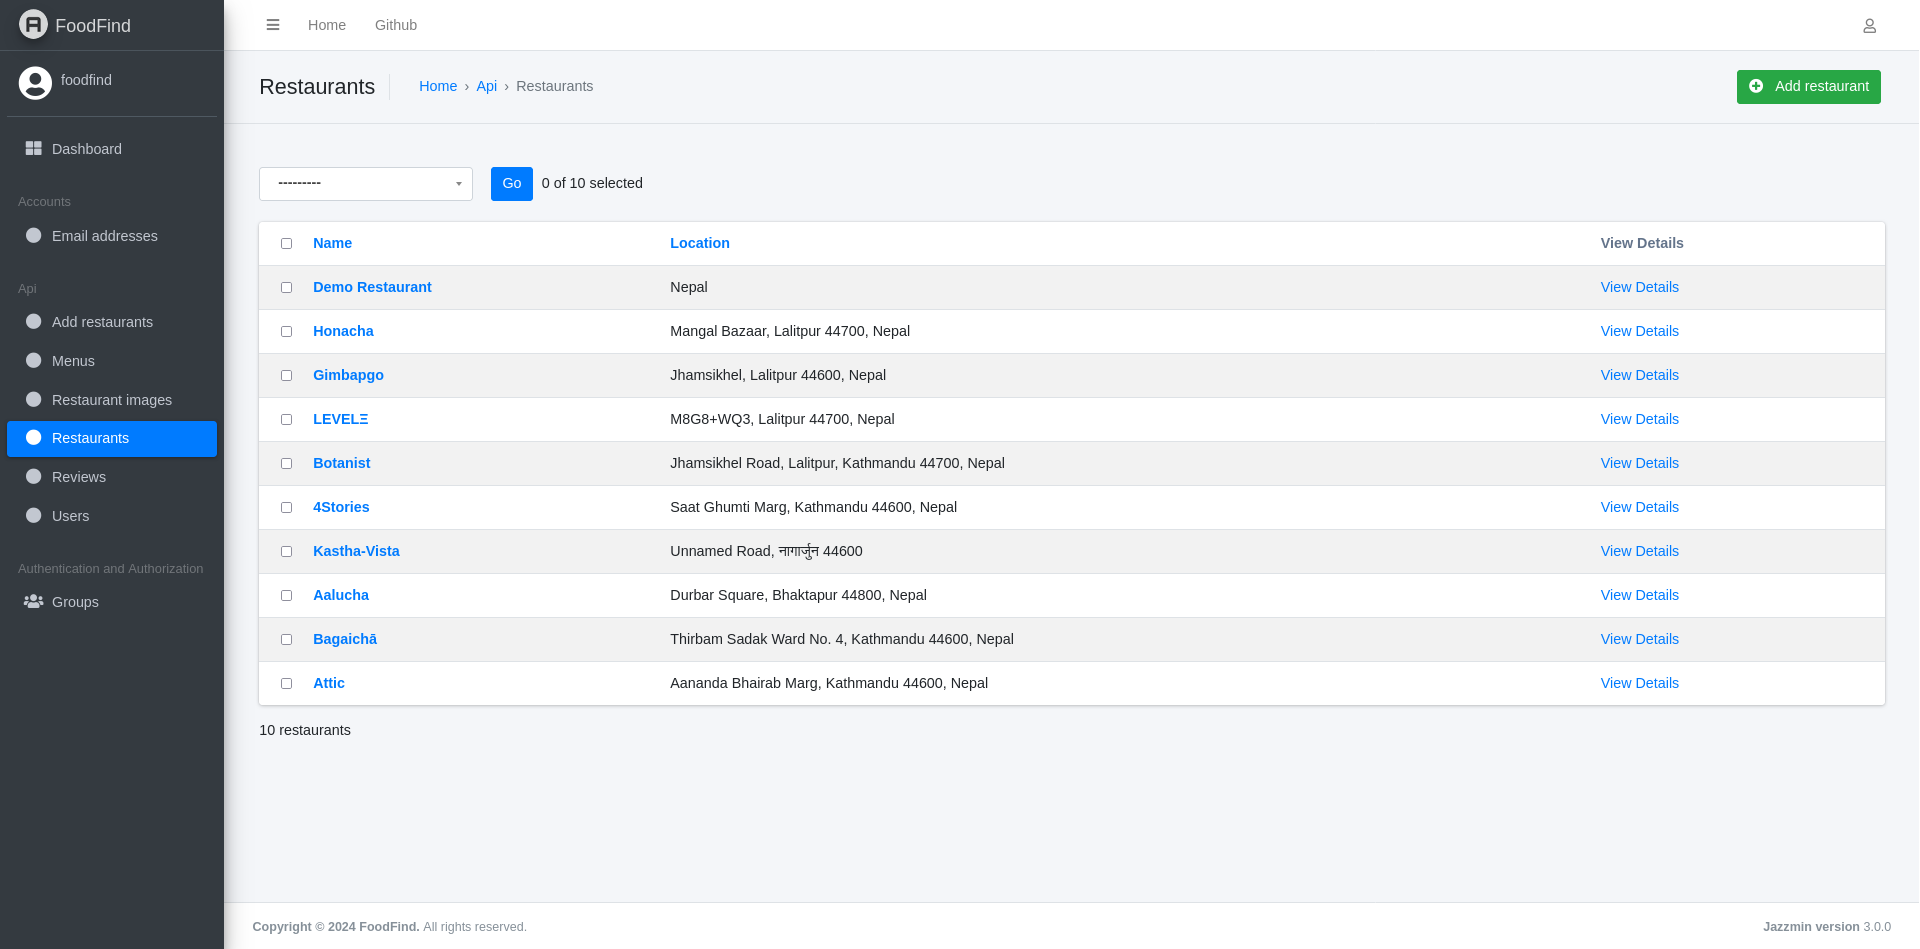 FoodFind
Home
Github
foodfind
Restaurants
Home › Api › Restaurants
Add restaurant
Dashboard
---------
Go
0 of 10 selected
Accounts
Email addresses
Api
Add restaurants
Menus
Restaurant images
Restaurants
Reviews
Users
Authentication and Authorization
Groups
Name Location View Details
Demo Restaurant Nepal View Details
Honacha Mangal Bazaar, Lalitpur 44700, Nepal View Details
Gimbapgo Jhamsikhel, Lalitpur 44600, Nepal View Details
LEVELΞ M8G8+WQ3, Lalitpur 44700, Nepal View Details
Botanist Jhamsikhel Road, Lalitpur, Kathmandu 44700, Nepal View Details
4Stories Saat Ghumti Marg, Kathmandu 44600, Nepal View Details
Kastha-Vista Unnamed Road, नागार्जुन 44600 View Details
Aalucha Durbar Square, Bhaktapur 44800, Nepal View Details
Bagaichā Thirbam Sadak Ward No. 4, Kathmandu 44600, Nepal View Details
Attic Aananda Bhairab Marg, Kathmandu 44600, Nepal View Details
10 restaurants
Copyright © 2024 FoodFind. All rights reserved.
Jazzmin version 3.0.0